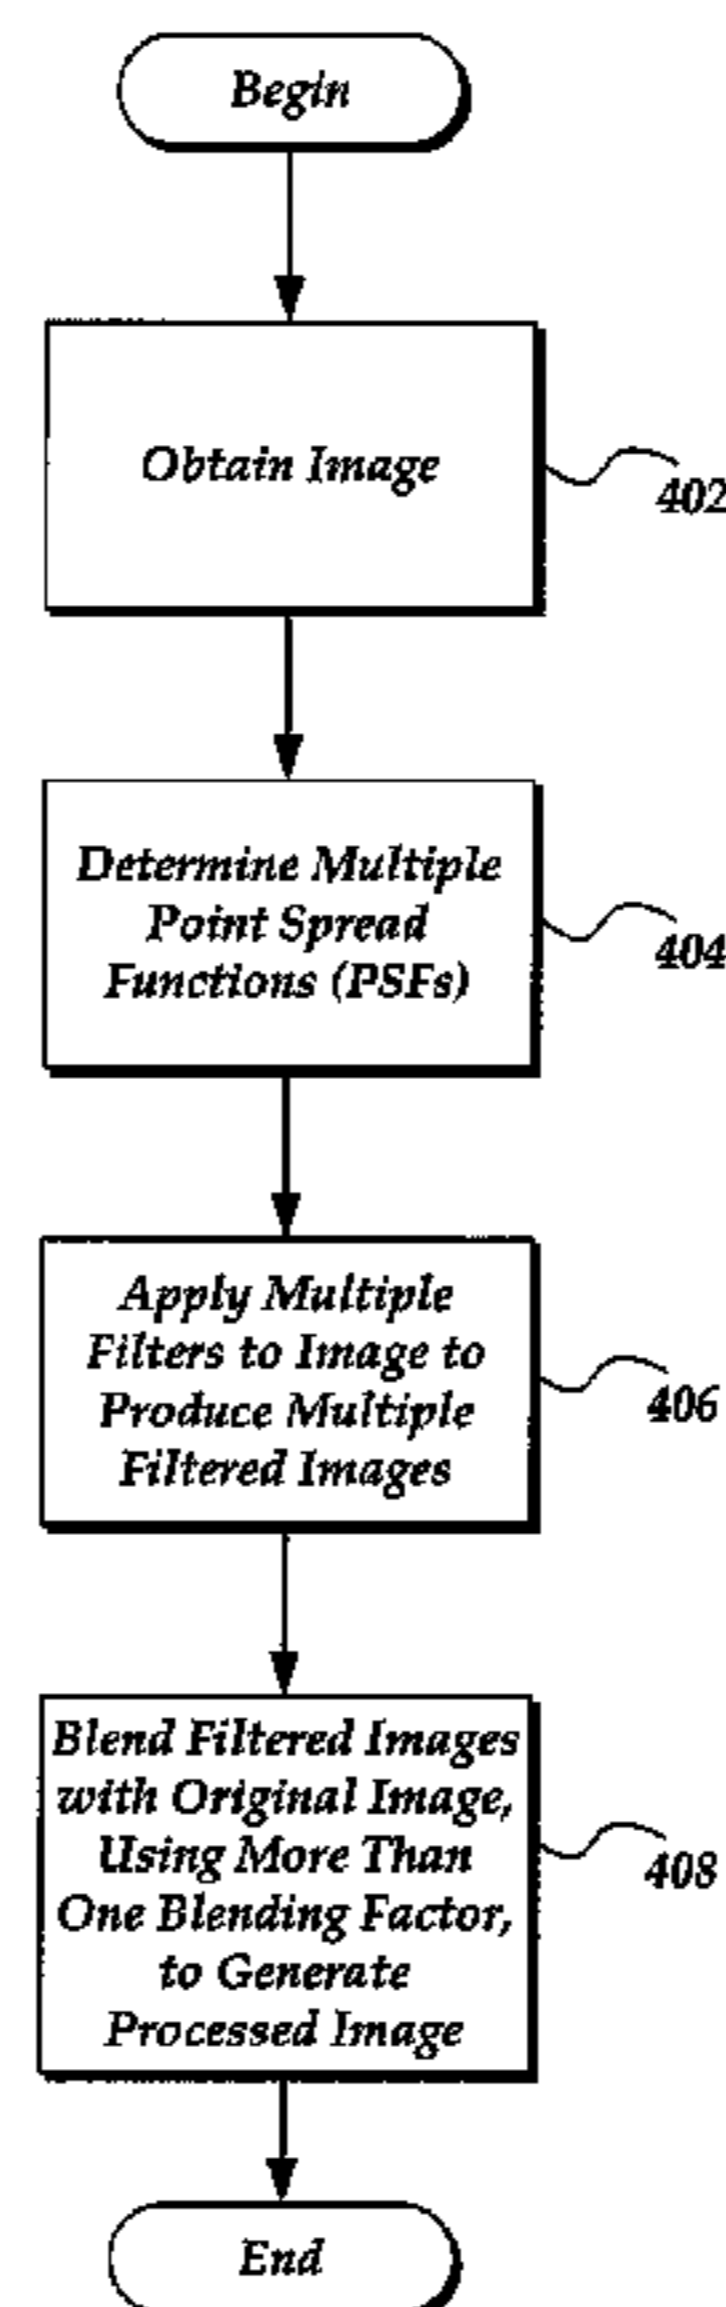 Begin
Obtain Image
402
Determine Multiple
Point Spread
Functions (PSFs)
404
Apply Multiple
Filters to Image to
Produce Multiple
Filtered Images
406
Blend Filtered Images
with Original Image,
Using More Than
One Blending Factor,
to Generate
Processed Image
408
End